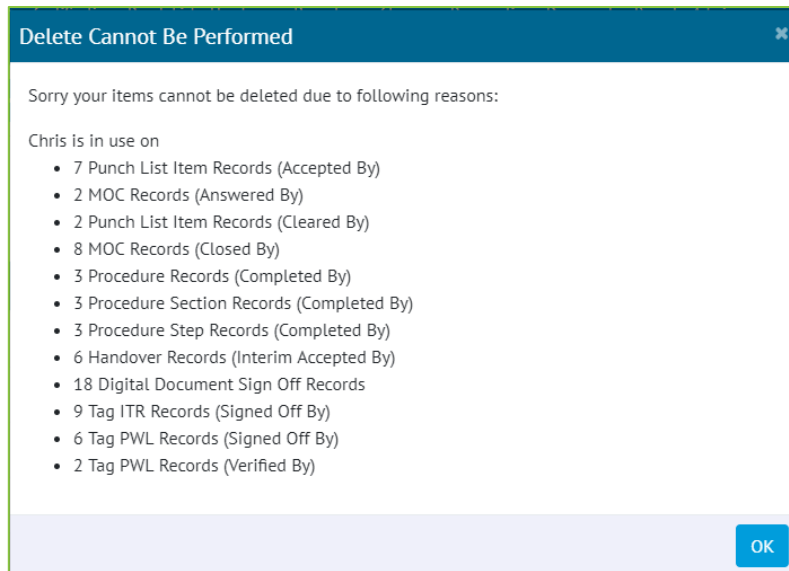 Delete Cannot Be Performed
Sorry your items cannot be deleted due to following reasons:
Chris is in use on
• 7 Punch List Item Records (Accepted By)
• 2 MOC Records (Answered By)
• 2 Punch List Item Records (Cleared By)
• 8 MOC Records (Closed By)
• 3 Procedure Records (Completed By)
• 3 Procedure Section Records (Completed By)
• 3 Procedure Step Records (Completed By)
• 6 Handover Records (Interim Accepted By)
• 18 Digital Document Sign Off Records
• 9 Tag ITR Records (Signed Off By)
• 6 Tag PWL Records (Signed Off By)
• 2 Tag PWL Records (Verified By)
OK